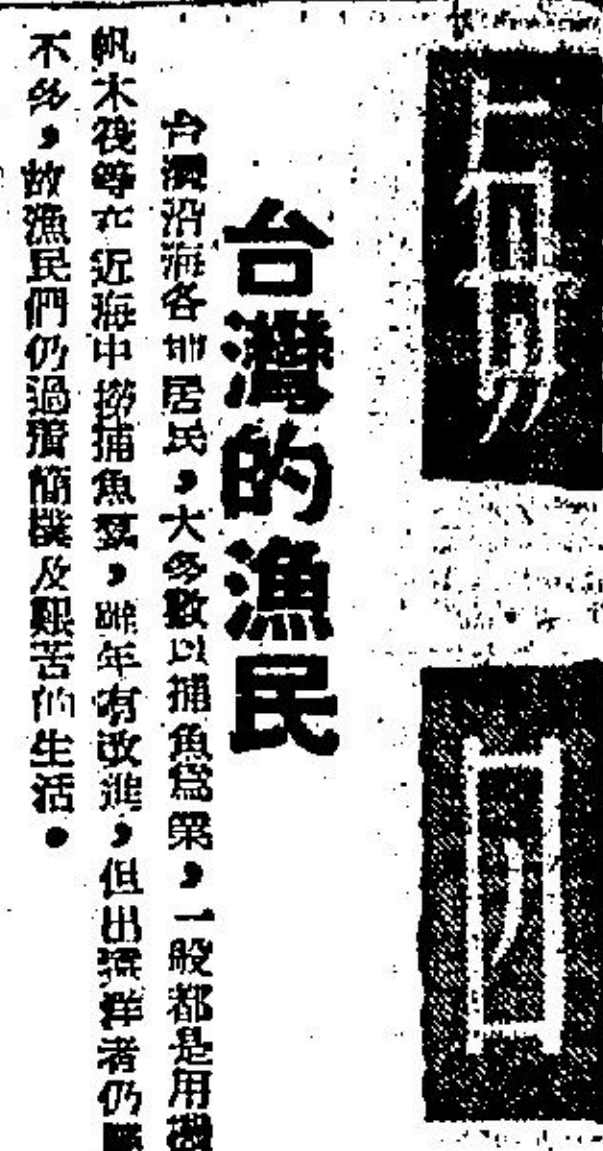 台灣的漁民
台灣沿海各地居民，大多數以捕魚爲業，一般都是用機
帆木筏等在近海中撈捕魚羣，雖年有改進，但出遠洋者仍屬
不多，故漁民們仍過着簡樸及艱苦的生活．